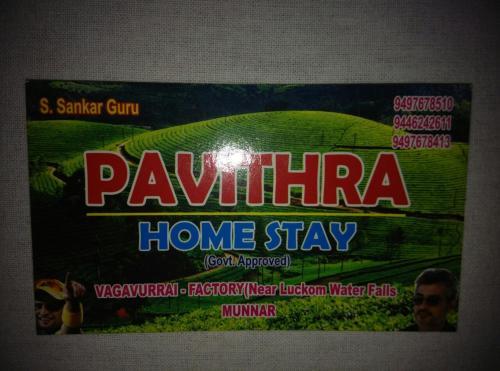 S. Sankar Guru
9497678510
9446242611
9497678413
PAVITHRA
HOME STAY
(Govt. Approved)
VAGAVURRAI - FACTORY(Near Luckom Water Falls
MUNNAR